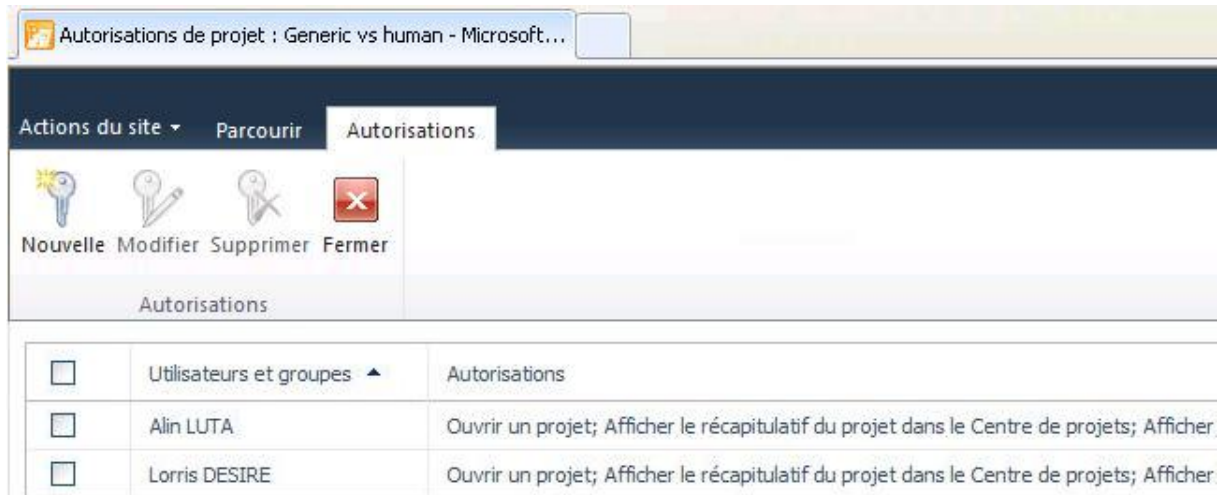 Autorisations de projet : Generic vs human - Microsoft...
Actions du site Parcourir Autorisations
Nouvelle Modifier Supprimer Fermer
Autorisations
Utilisateurs et groupes Autorisations
Alin LUTA Ouvrir un projet; Afficher le récapitulatif du projet dans le Centre de projets; Afficher
Lorris DESIRE Ouvrir un projet; Afficher le récapitulatif du projet dans le Centre de projets; Afficher